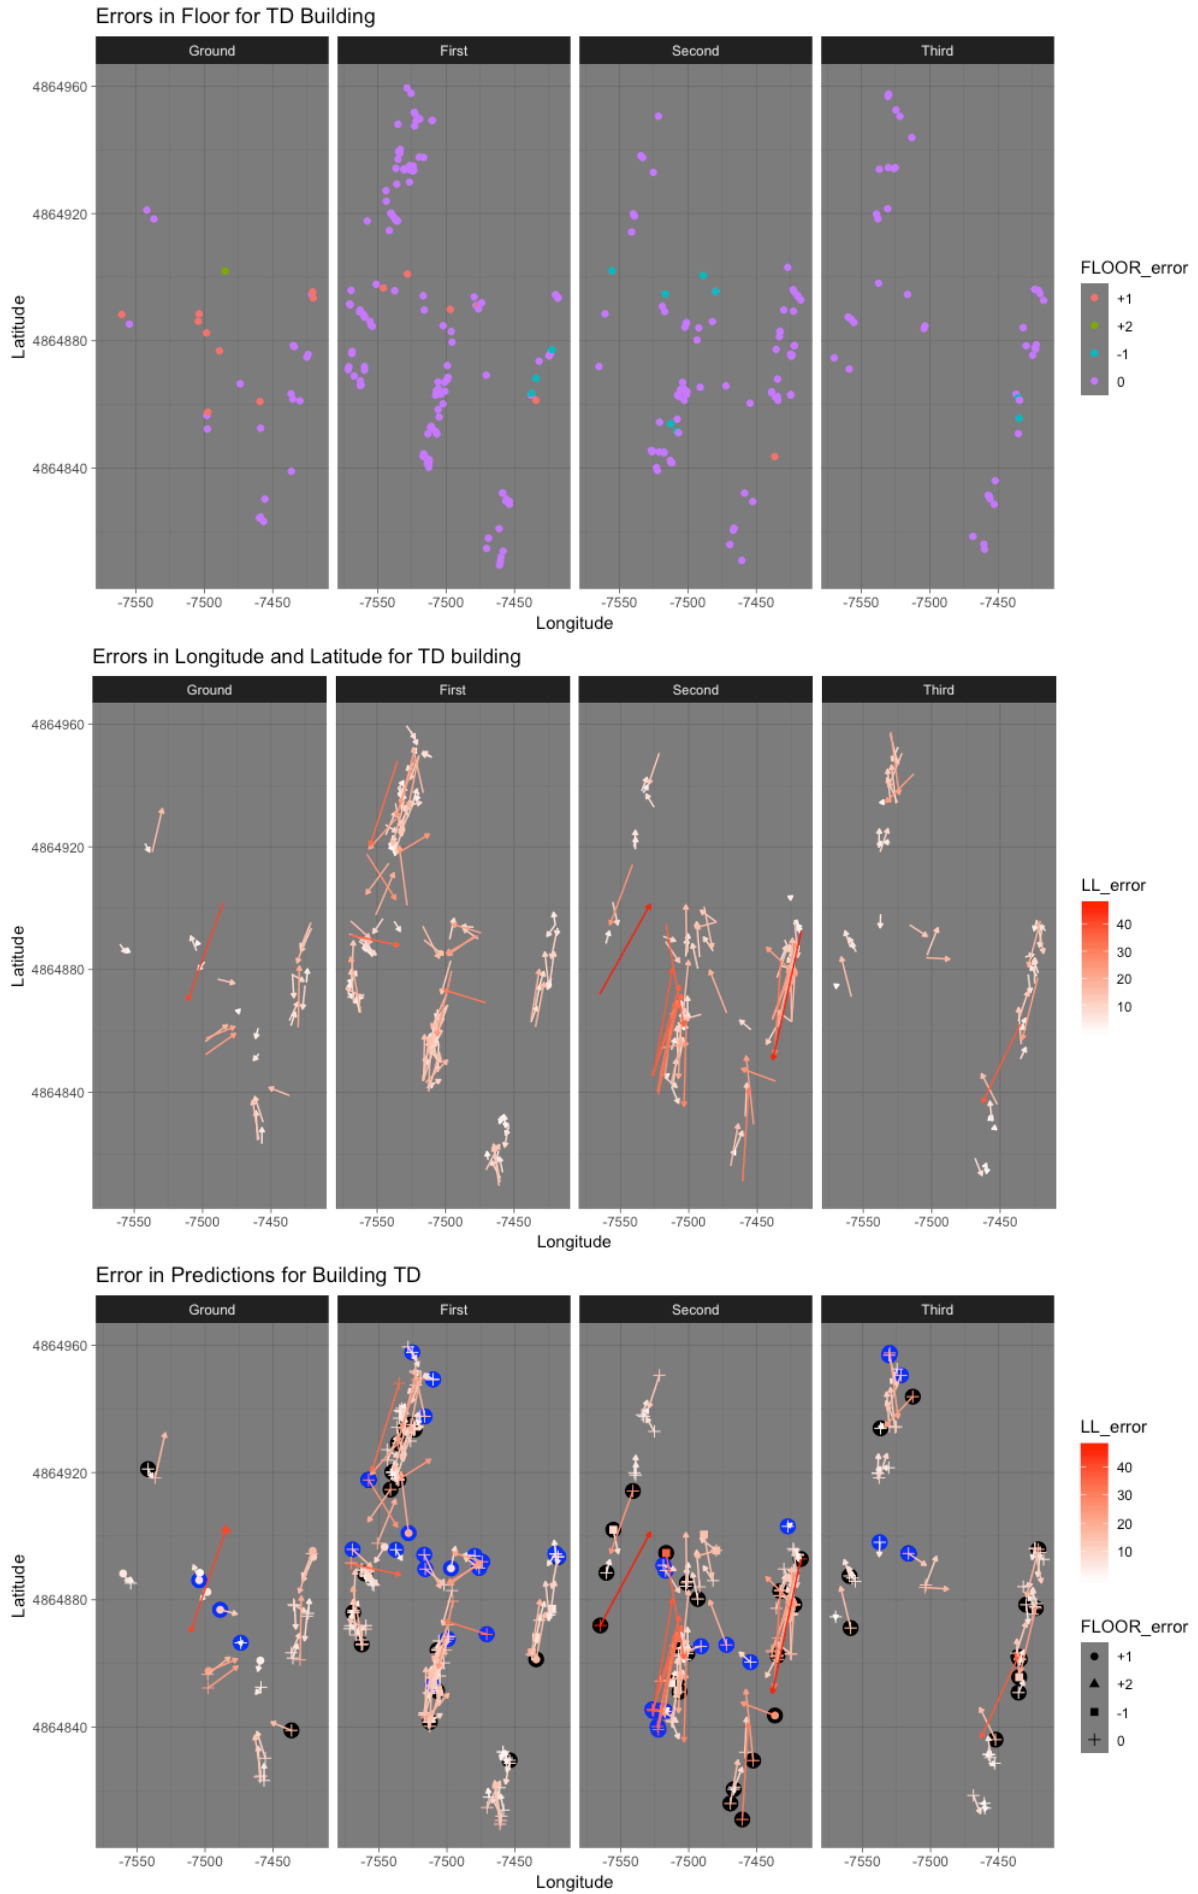 Errors in Floor for TD Building
Ground First Second Third
4864960
4864920
4864880
4864840
Latitude
-7550 -7500 -7450 -7550 -7500 -7450 -7550 -7500 -7450 -7550 -7500 -7450
Longitude
FLOOR_error
+1
+2
-1
0
Errors in Longitude and Latitude for TD building
Ground First Second Third
4864960
4864920
4864880
4864840
Latitude
-7550 -7500 -7450 -7550 -7500 -7450 -7550 -7500 -7450 -7550 -7500 -7450
Longitude
LL_error
40
30
20
10
Error in Predictions for Building TD
Ground First Second Third
4864960
4864920
4864880
4864840
Latitude
-7550 -7500 -7450 -7550 -7500 -7450 -7550 -7500 -7450 -7550 -7500 -7450
Longitude
LL_error
40
30
20
10
FLOOR_error
+1
+2
-1
0